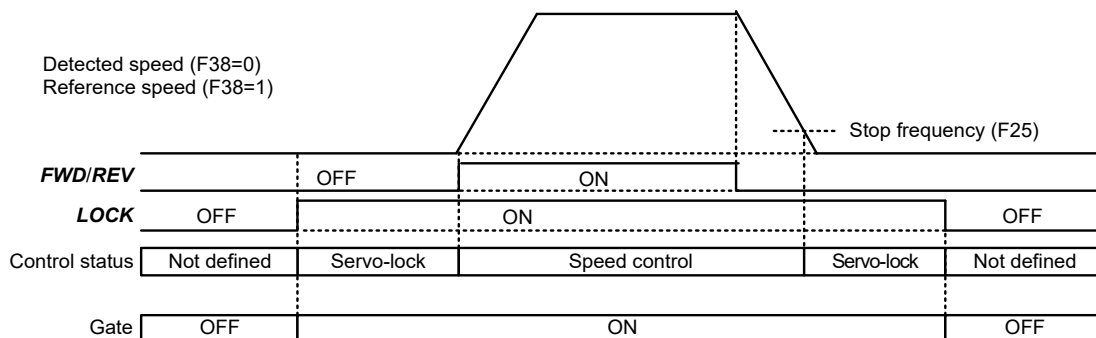 Detected speed (F38=0)
Reference speed (F38=1)
Stop frequency (F25)
FWD/REV OFF ON
LOCK OFF ON OFF
Control status Not defined Servo-lock Speed control Servo-lock Not defined
Gate OFF ON OFF